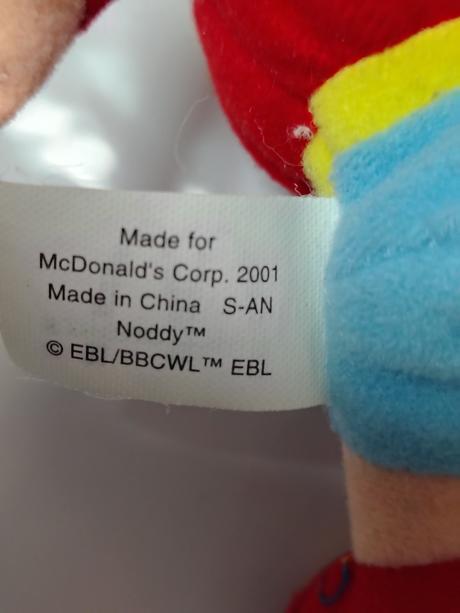 Made for
McDonald's Corp. 2001
Made in China S-AN
Noddy™
© EBL/BBCWL™ EBL